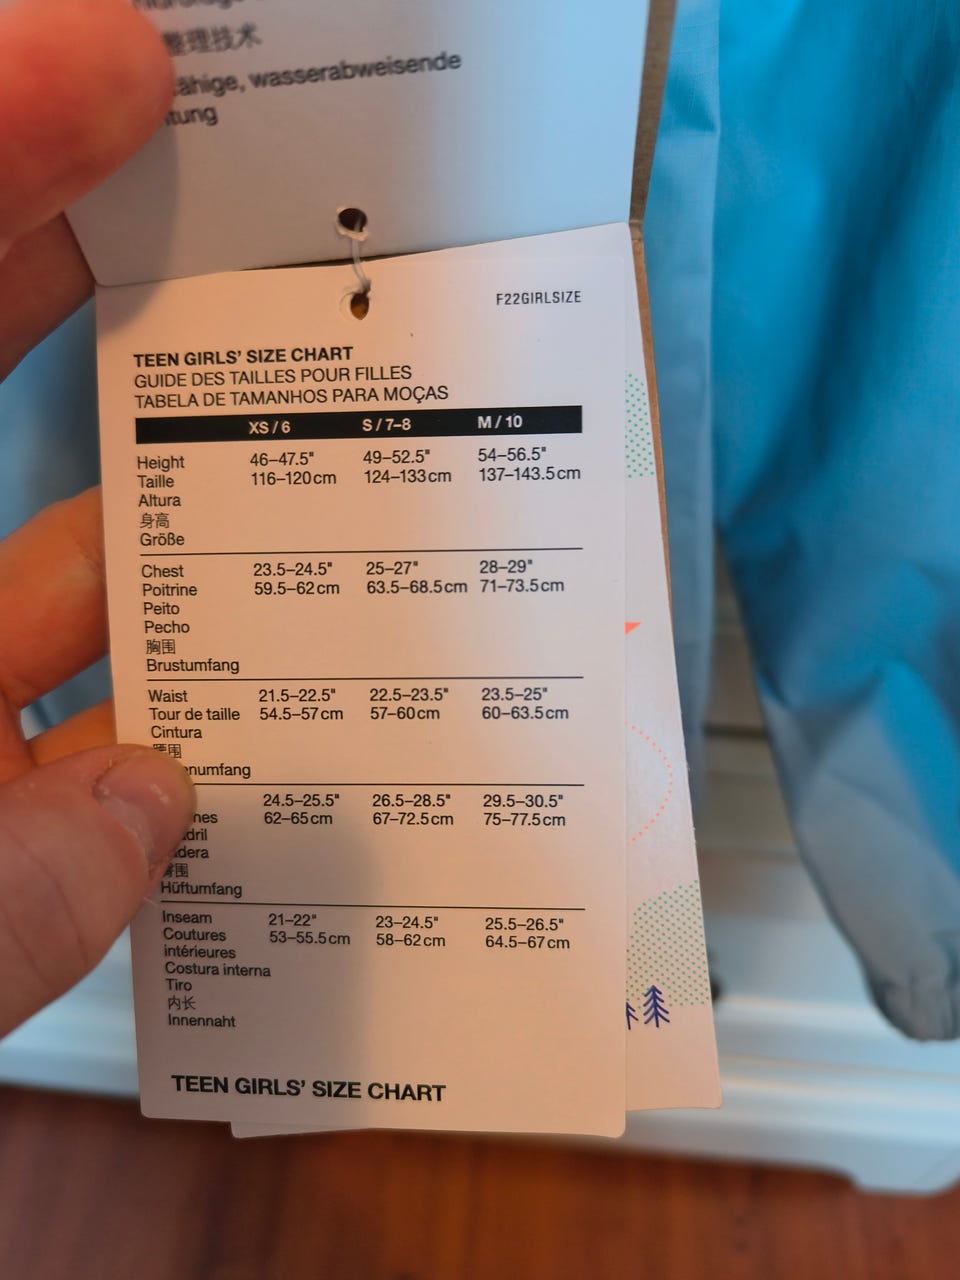 整理技术
ähige, wasserabweisende
tung
F22GIRLSIZE
TEEN GIRLS' SIZE CHART
GUIDE DES TAILLES POUR FILLES
TABELA DE TAMANHOS PARA MOÇAS
XS / 6 S / 7–8 M / 10
Height 46–47.5" 49–52.5" 54–56.5"
Taille 116–120 cm 124–133 cm 137–143.5 cm
Altura
身高
Größe
Chest 23.5–24.5" 25–27" 28–29"
Poitrine 59.5–62 cm 63.5–68.5 cm 71–73.5 cm
Peito
Pecho
胸围
Brustumfang
Waist 21.5–22.5" 22.5–23.5" 23.5–25"
Tour de taille 54.5–57 cm 57–60 cm 60–63.5 cm
Cintura
腰围
enumfang
24.5–25.5" 26.5–28.5" 29.5–30.5"
nes 62–65 cm 67–72.5 cm 75–77.5 cm
dril
dera
围
Hüftumfang
Inseam 21–22" 23–24.5" 25.5–26.5"
Coutures 53–55.5 cm 58–62 cm 64.5–67 cm
intérieures
Costura interna
Tiro
内长
Innennaht
TEEN GIRLS' SIZE CHART